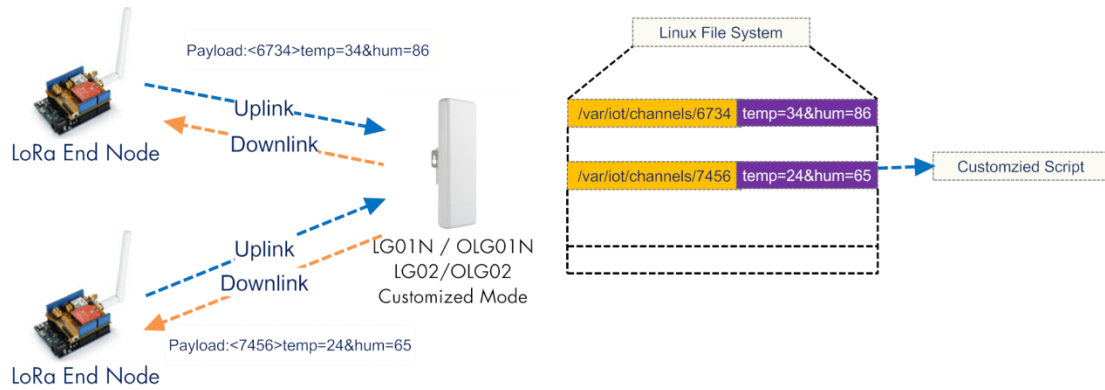 Payload:<6734>temp=34&hum=86
Uplink
Downlink
LoRa End Node
LG01N / OLG01N
LG02/OLG02
Customized Mode
Uplink
Downlink
Payload:<7456>temp=24&hum=65
LoRa End Node
Linux File System
/var/iot/channels/6734 temp=34&hum=86
/var/iot/channels/7456 temp=24&hum=65
Customzied Script